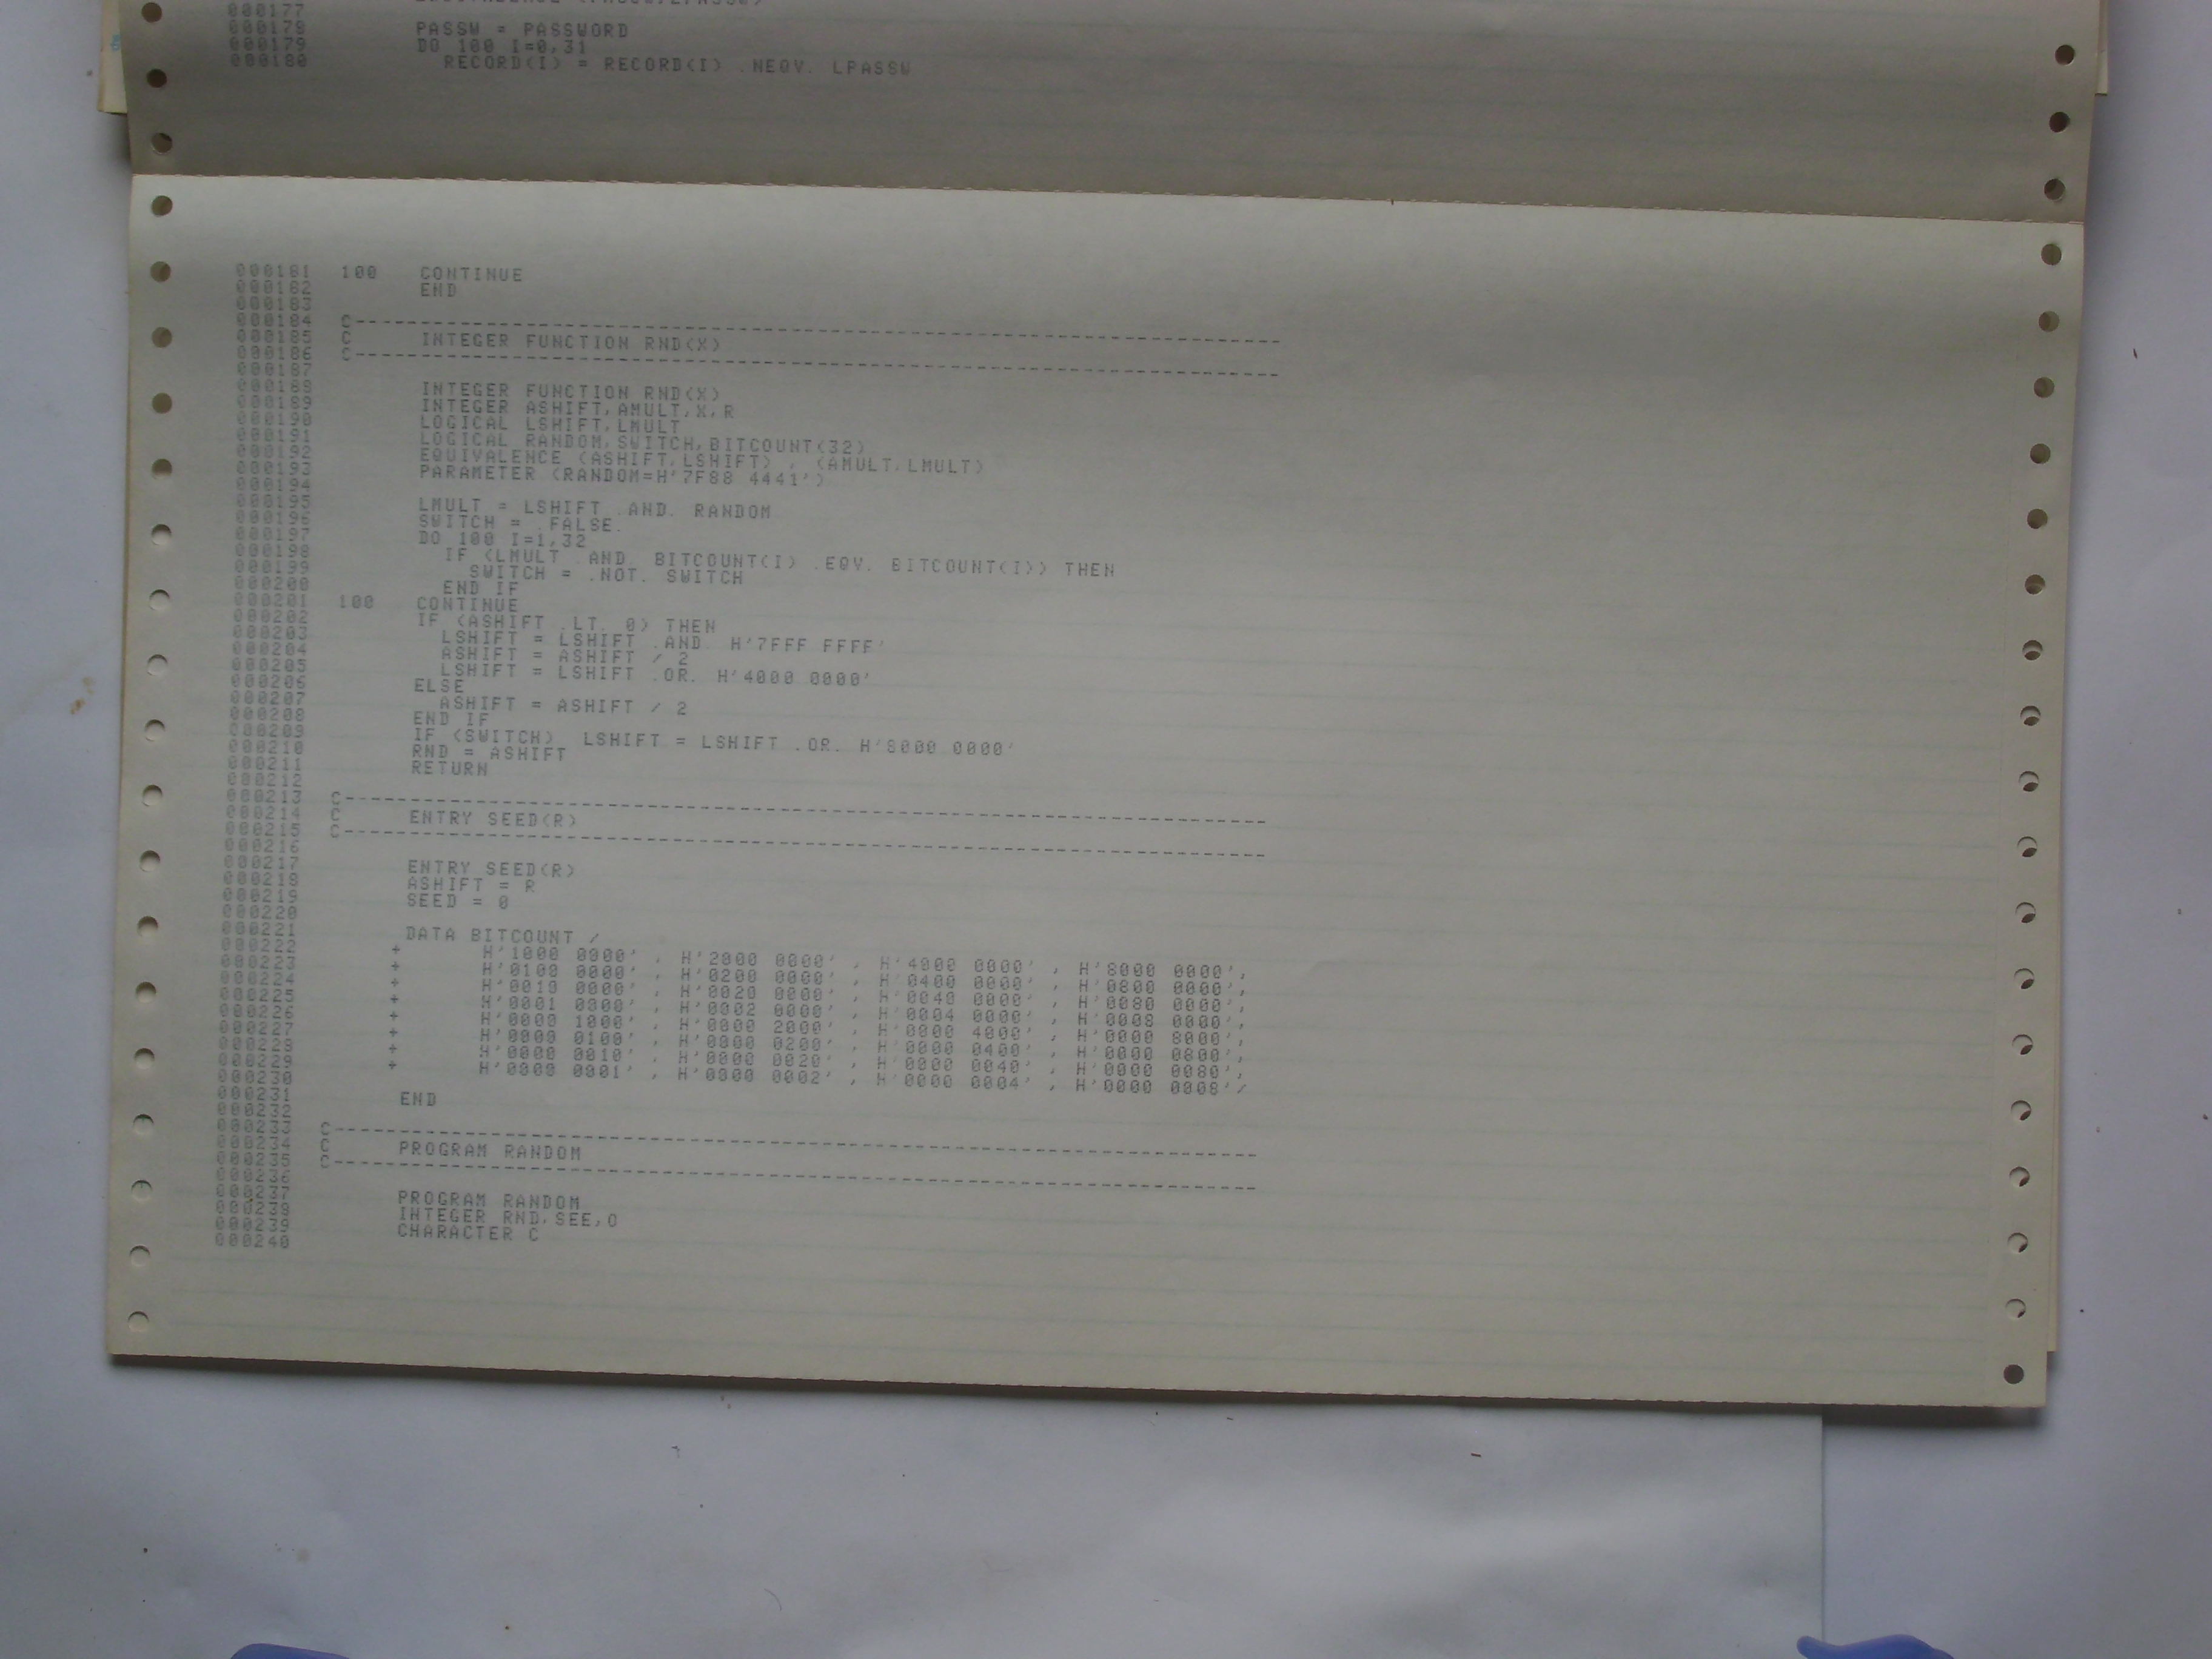 000177
000178 PASSW = PASSWORD
000179 DO 100 I=0,31
000180 RECORD(I) = RECORD(I) .NEQV. LPASSW
000181 100 CONTINUE
000182 END
000183
000184 C-----------------------------------------------------------------------
000185 C INTEGER FUNCTION RND(X)
000186 C-----------------------------------------------------------------------
000187
000188 INTEGER FUNCTION RND(X)
000189 INTEGER ASHIFT,AMULT,X,R
000190 LOGICAL LSHIFT,LMULT
000191 LOGICAL RANDOM,SWITCH,BITCOUNT(32)
000192 EQUIVALENCE (ASHIFT,LSHIFT) , (AMULT,LMULT)
000193 PARAMETER (RANDOM=H'7F88 4441')
000194
000195 LMULT = LSHIFT .AND. RANDOM
000196 SWITCH = .FALSE.
000197 DO 100 I=1,32
000198 IF (LMULT .AND. BITCOUNT(I) .EQV. BITCOUNT(I)) THEN
000199 SWITCH = .NOT. SWITCH
000200 END IF
000201 100 CONTINUE
000202 IF (ASHIFT .LT. 0) THEN
000203 LSHIFT = LSHIFT .AND. H'7FFF FFFF'
000204 ASHIFT = ASHIFT / 2
000205 LSHIFT = LSHIFT .OR. H'4000 0000'
000206 ELSE
000207 ASHIFT = ASHIFT / 2
000208 END IF
000209 IF (SWITCH) LSHIFT = LSHIFT .OR. H'8000 0000'
000210 RND = ASHIFT
000211 RETURN
000212
000213 C-----------------------------------------------------------------------
000214 C ENTRY SEED(R)
000215 C-----------------------------------------------------------------------
000216
000217 ENTRY SEED(R)
000218 ASHIFT = R
000219 SEED = 0
000220
000221 DATA BITCOUNT /
000222 + H'1000 0000' , H'2000 0000' , H'4000 0000' , H'8000 0000',
000223 + H'0100 0000' , H'0200 0000' , H'0400 0000' , H'0800 0000',
000224 + H'0010 0000' , H'0020 0000' , H'0040 0000' , H'0080 0000',
000225 + H'0001 0000' , H'0002 0000' , H'0004 0000' , H'0008 0000',
000226 + H'0000 1000' , H'0000 2000' , H'0000 4000' , H'0000 8000',
000227 + H'0000 0100' , H'0000 0200' , H'0000 0400' , H'0000 0800',
000228 + H'0000 0010' , H'0000 0020' , H'0000 0040' , H'0000 0080',
000229 + H'0000 0001' , H'0000 0002' , H'0000 0004' , H'0000 0008'/
000230
000231 END
000232
000233 C-----------------------------------------------------------------------
000234 C PROGRAM RANDOM
000235 C-----------------------------------------------------------------------
000236
000237 PROGRAM RANDOM
000238 INTEGER RND,SEE,O
000239 CHARACTER C
000240